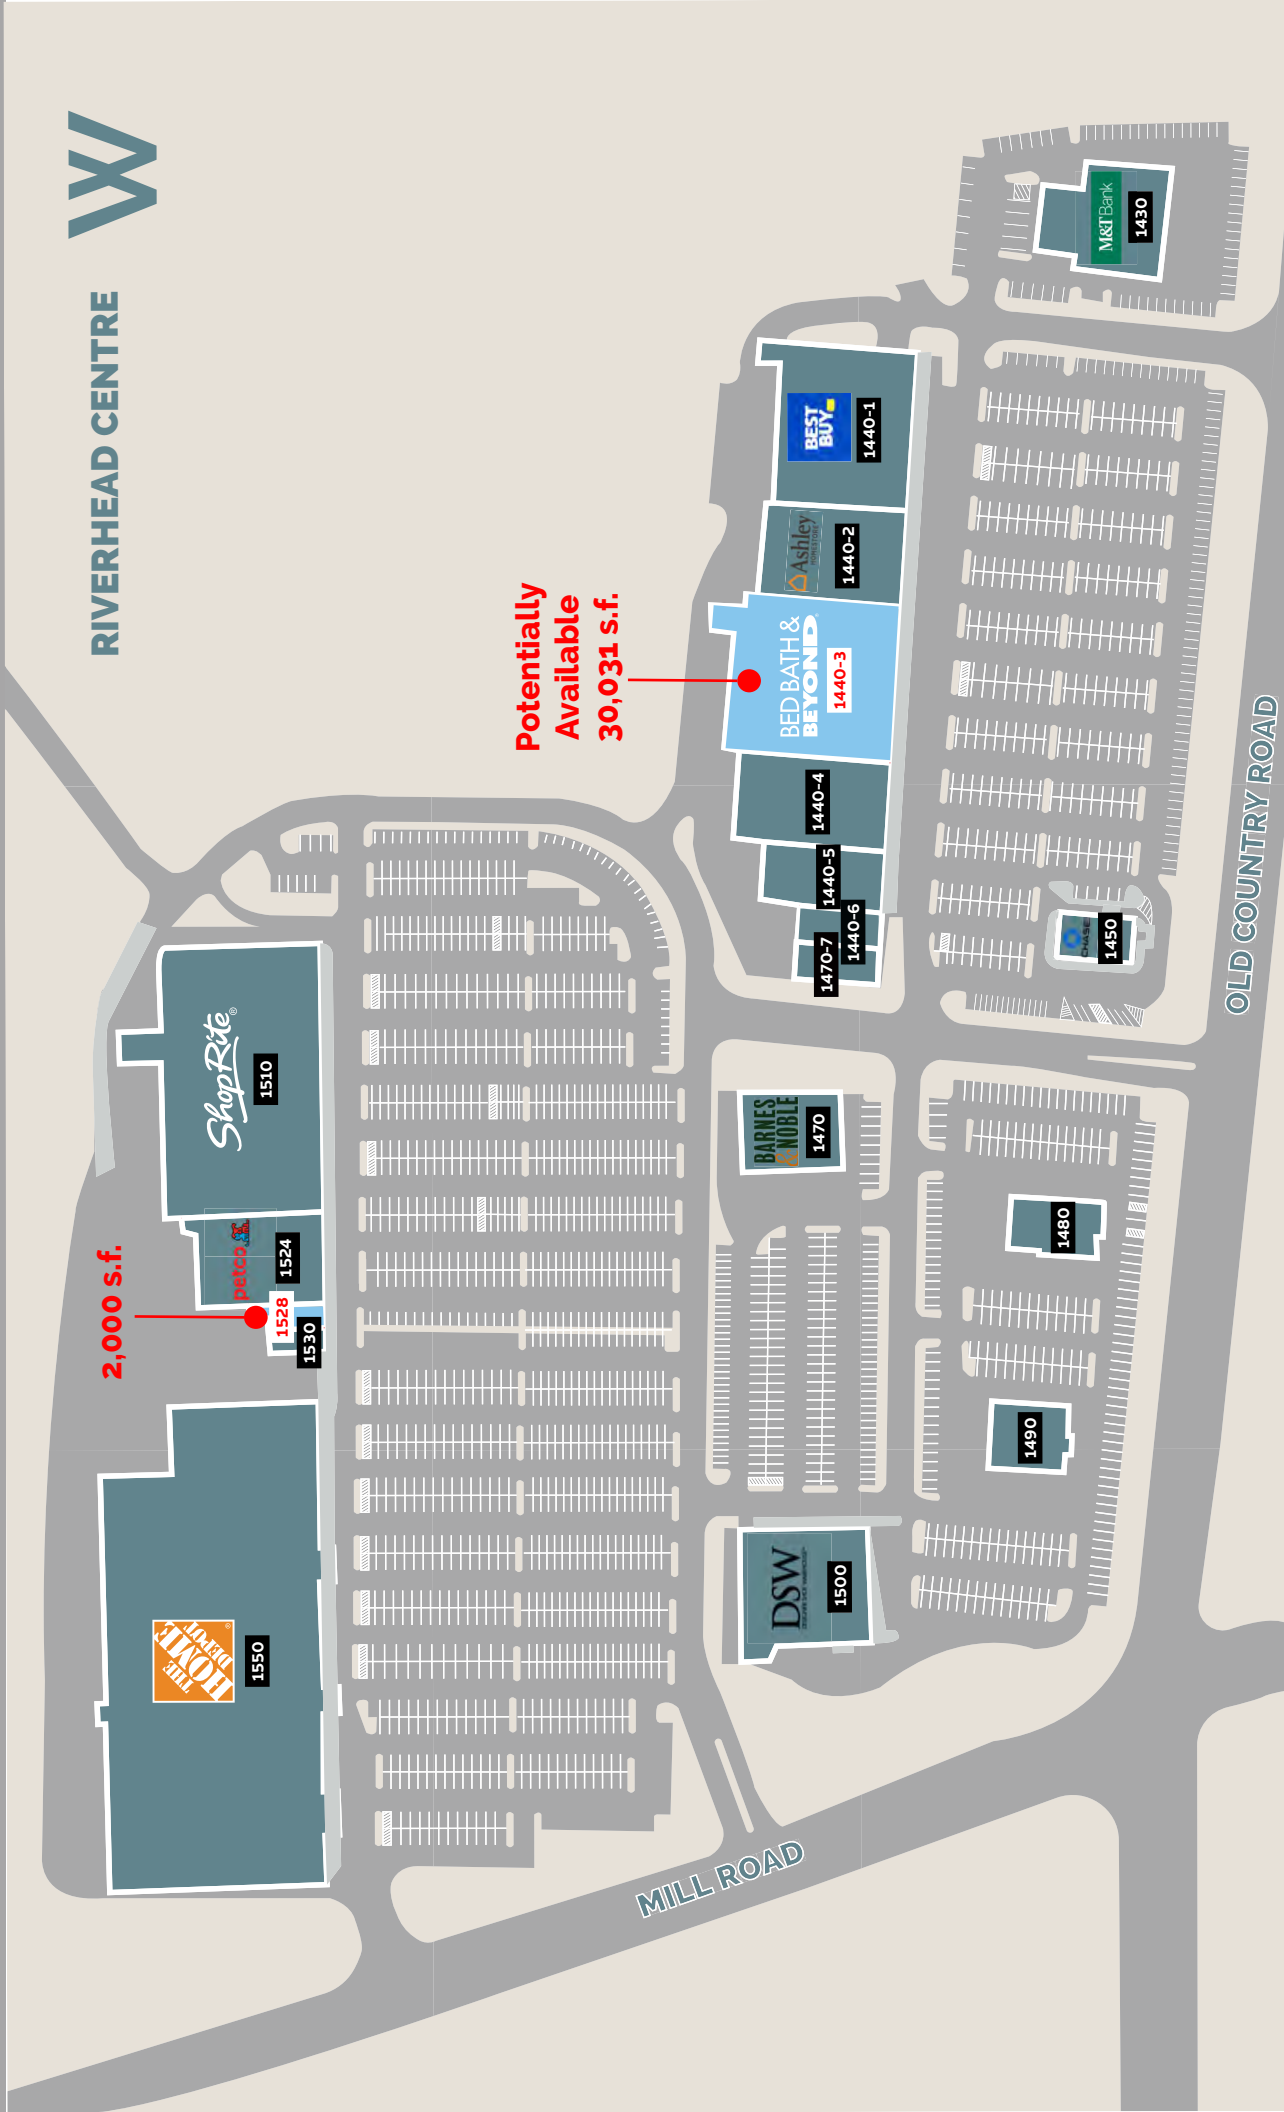 RIVERHEAD CENTRE
W
2,000 s.f.
ShopRite®
1510
petco
1524
1528
1530
THE
HOME
DEPOT
1550
Potentially
Available
30,031 s.f.
BEST
BUY
1440-1
Ashley
HOMESTORE
1440-2
BED BATH &
BEYOND
1440-3
1440-4
1440-5
1440-6
1470-7
M&T Bank
1430
CHASE
1450
BARNES
& NOBLE
1470
1480
1490
DSW
1500
OLD COUNTRY ROAD
MILL ROAD